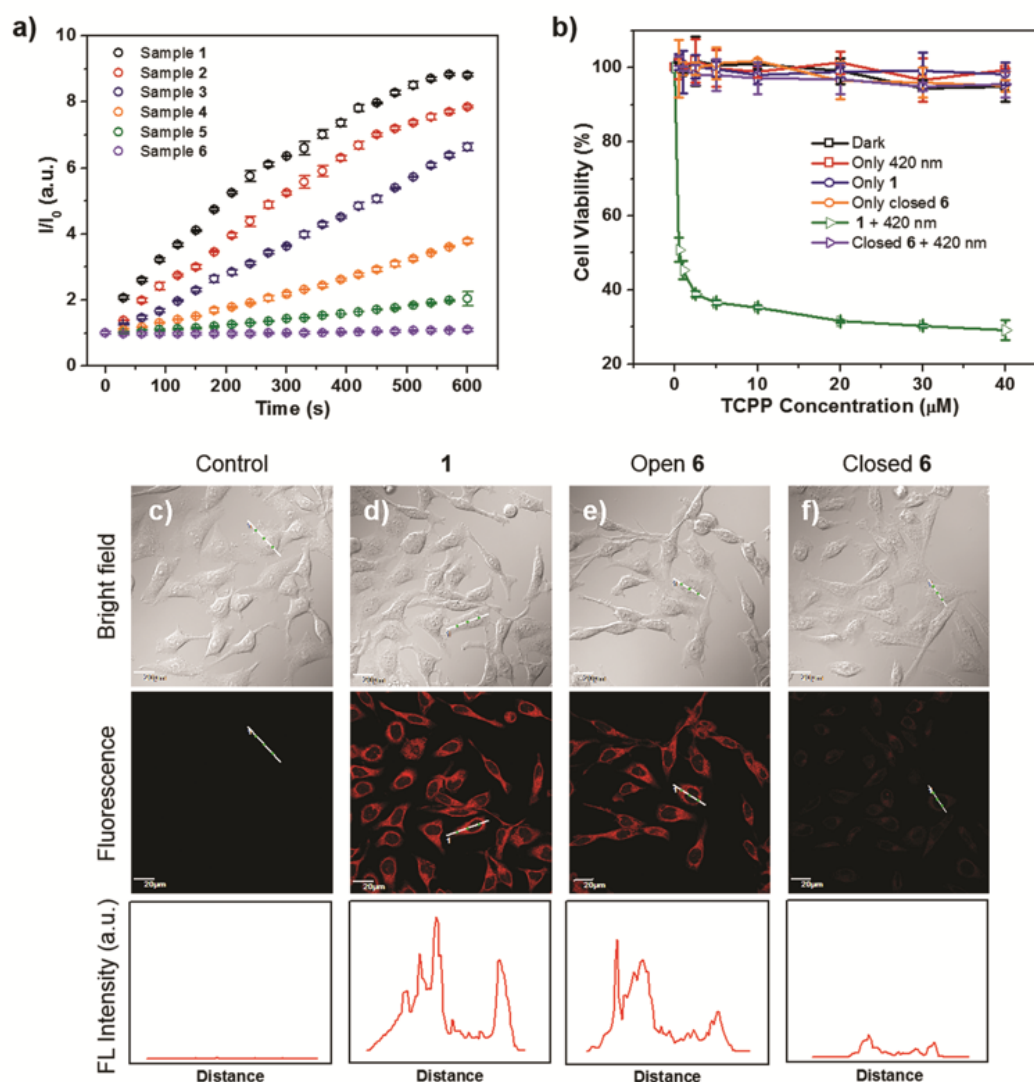 a)
Sample 1
Sample 2
Sample 3
Sample 4
Sample 5
Sample 6
I/I0 (a.u.)
10
8
6
4
2
0
0 100 200 300 400 500 600
Time (s)
b)
Cell Viability (%)
100
80
60
40
20
Dark
Only 420 nm
Only 1
Only closed 6
1 + 420 nm
Closed 6 + 420 nm
0 10 20 30 40
TCPP Concentration (μM)
Control 1 Open 6 Closed 6
Bright field
c) d) e) f)
Fluorescence
20μm 20μm 20μm 20μm
FL Intensity (a.u.)
Distance Distance Distance Distance